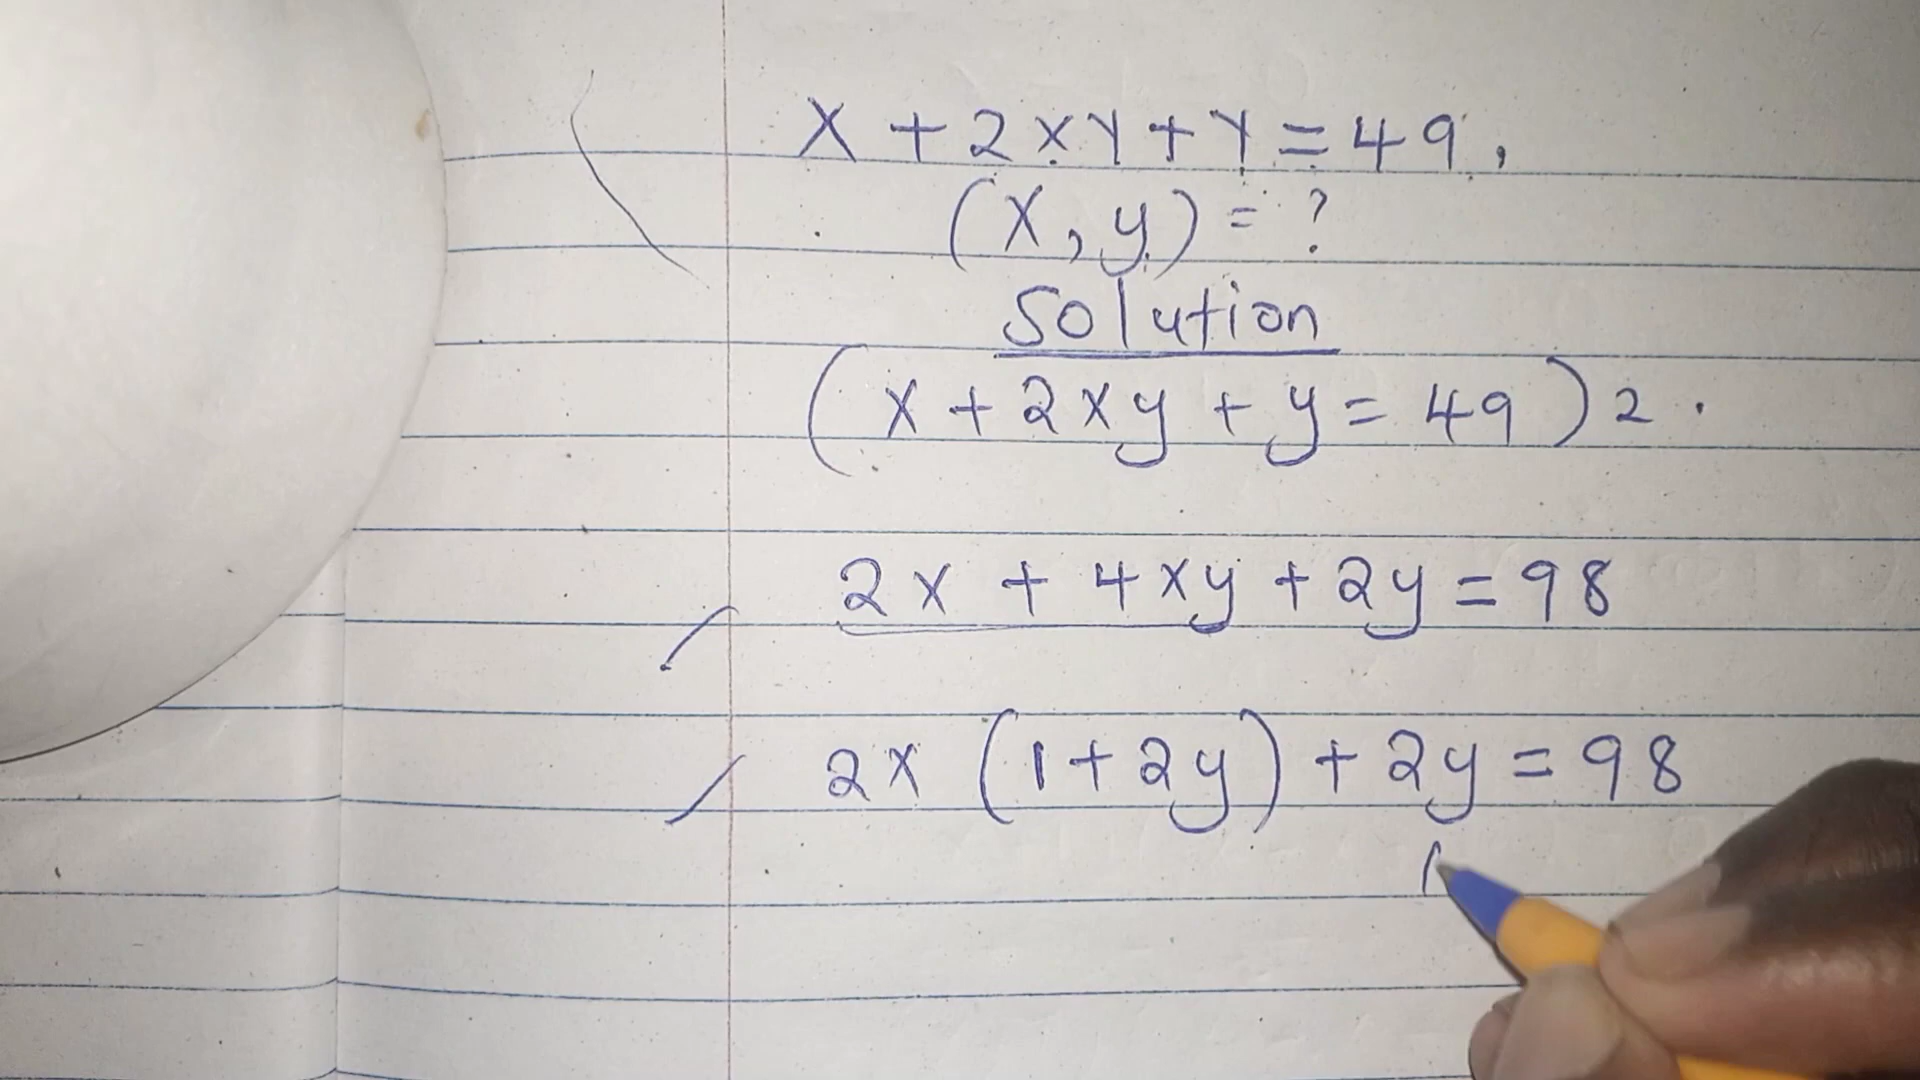 X + 2XY + Y = 49,
(X, y) = ?
Solution
(x + 2xy + y = 49) 2.
2x + 4xy + 2y = 98
2x (1 + 2y) + 2y = 98
(